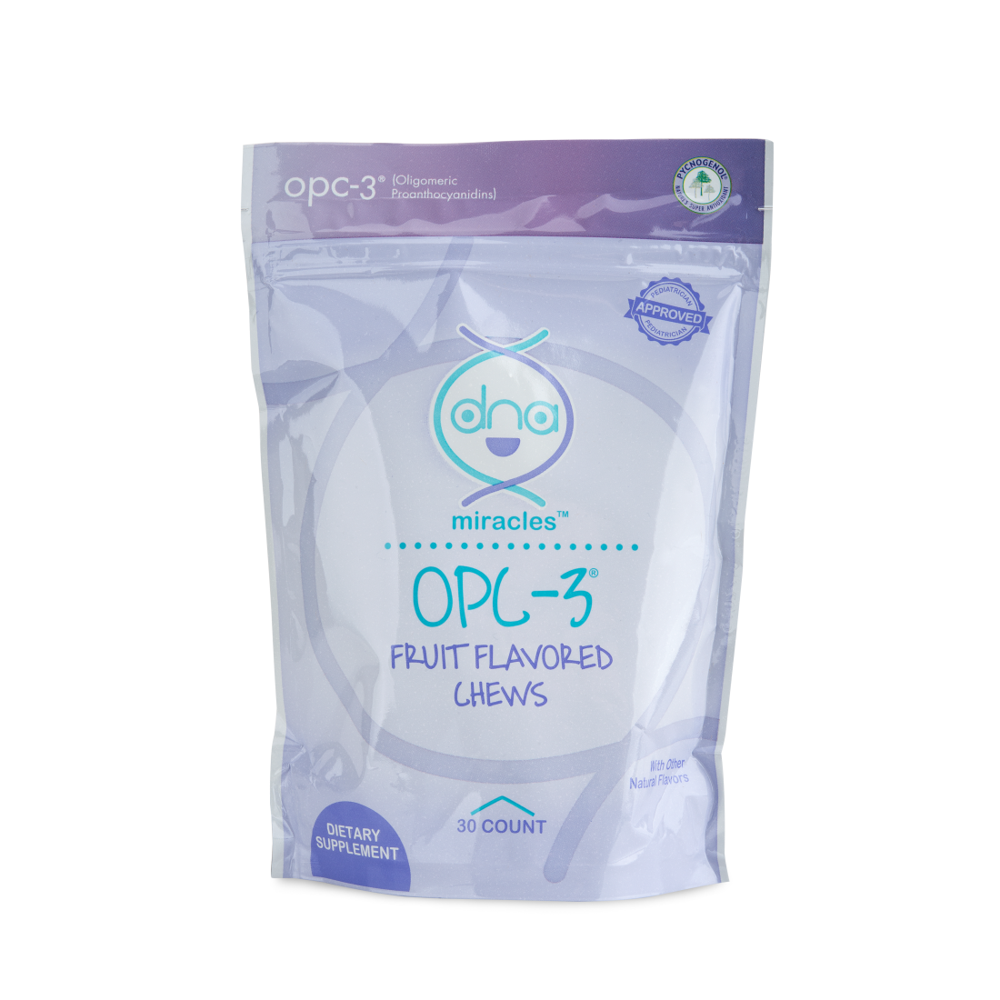 opc-3® (Oligomeric
Proanthocyanidins)
PYCNOGENOL®
NATURE'S SUPER ANTIOXIDANT
PEDIATRICIAN
APPROVED
PEDIATRICIAN
dna
miracles™
OPC-3®
FRUIT FLAVORED
CHEWS
With Other
Natural Flavors
30 COUNT
DIETARY
SUPPLEMENT